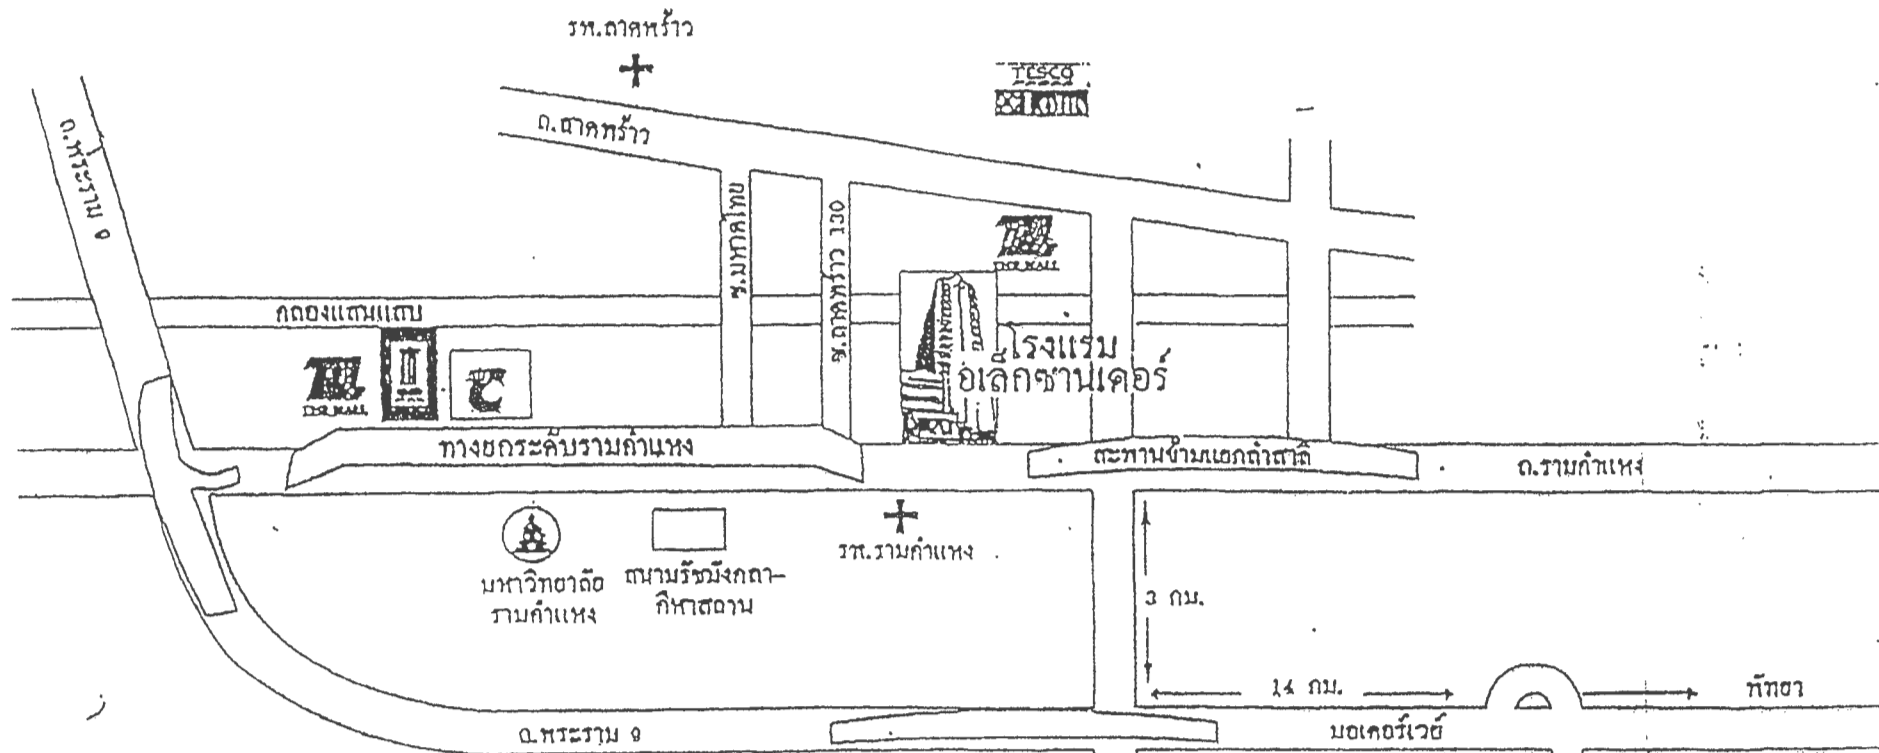 รพ.ลาดพร้าว
TESCO
Lotus
ถ.ลาดพร้าว
ถ.พระราม 9
ซ.มหาดไทย
ซ.ลาดพร้าว 130
THE MALL
คลองแสนแสบ
โรงแรม
อเล็กซานเดอร์
THE MALL
ทางยกระดับรามคำแหง
สะพานข้ามแยกลำสาลี
ถ.รามคำแหง
รพ.รามคำแหง
มหาวิทยาลัย
รามคำแหง
สนามรัชมังคลา-
กีฬาสถาน
3 กม.
14 กม.
พัทยา
ถ.พระราม 9
มอเตอร์เวย์